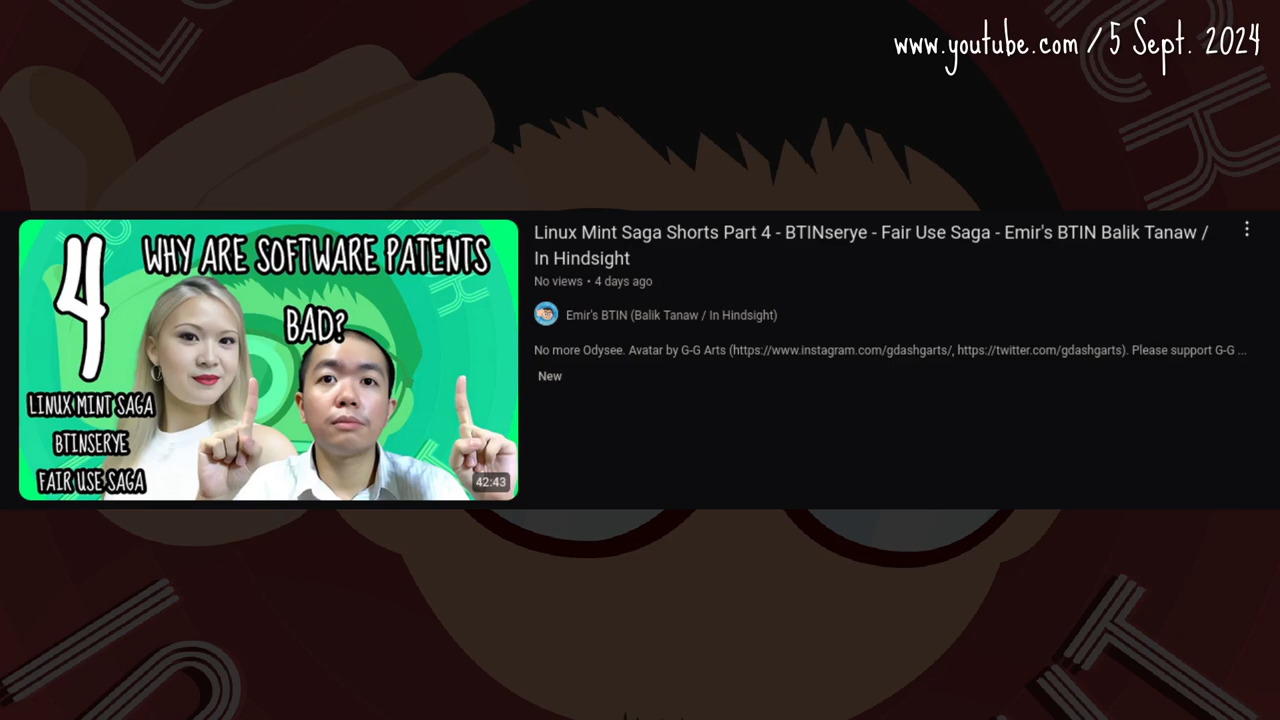 www.youtube.com / 5 Sept. 2024
4
WHY ARE SOFTWARE PATENTS
BAD?
LINUX MINT SAGA
BTINSERYE
FAIR USE SAGA
42:43
Linux Mint Saga Shorts Part 4 - BTINserye - Fair Use Saga - Emir's BTIN Balik Tanaw /
In Hindsight
No views • 4 days ago
Emir's BTIN (Balik Tanaw / In Hindsight)
No more Odysee. Avatar by G-G Arts (https://www.instagram.com/gdashgarts/, https://twitter.com/gdashgarts). Please support G-G ...
New